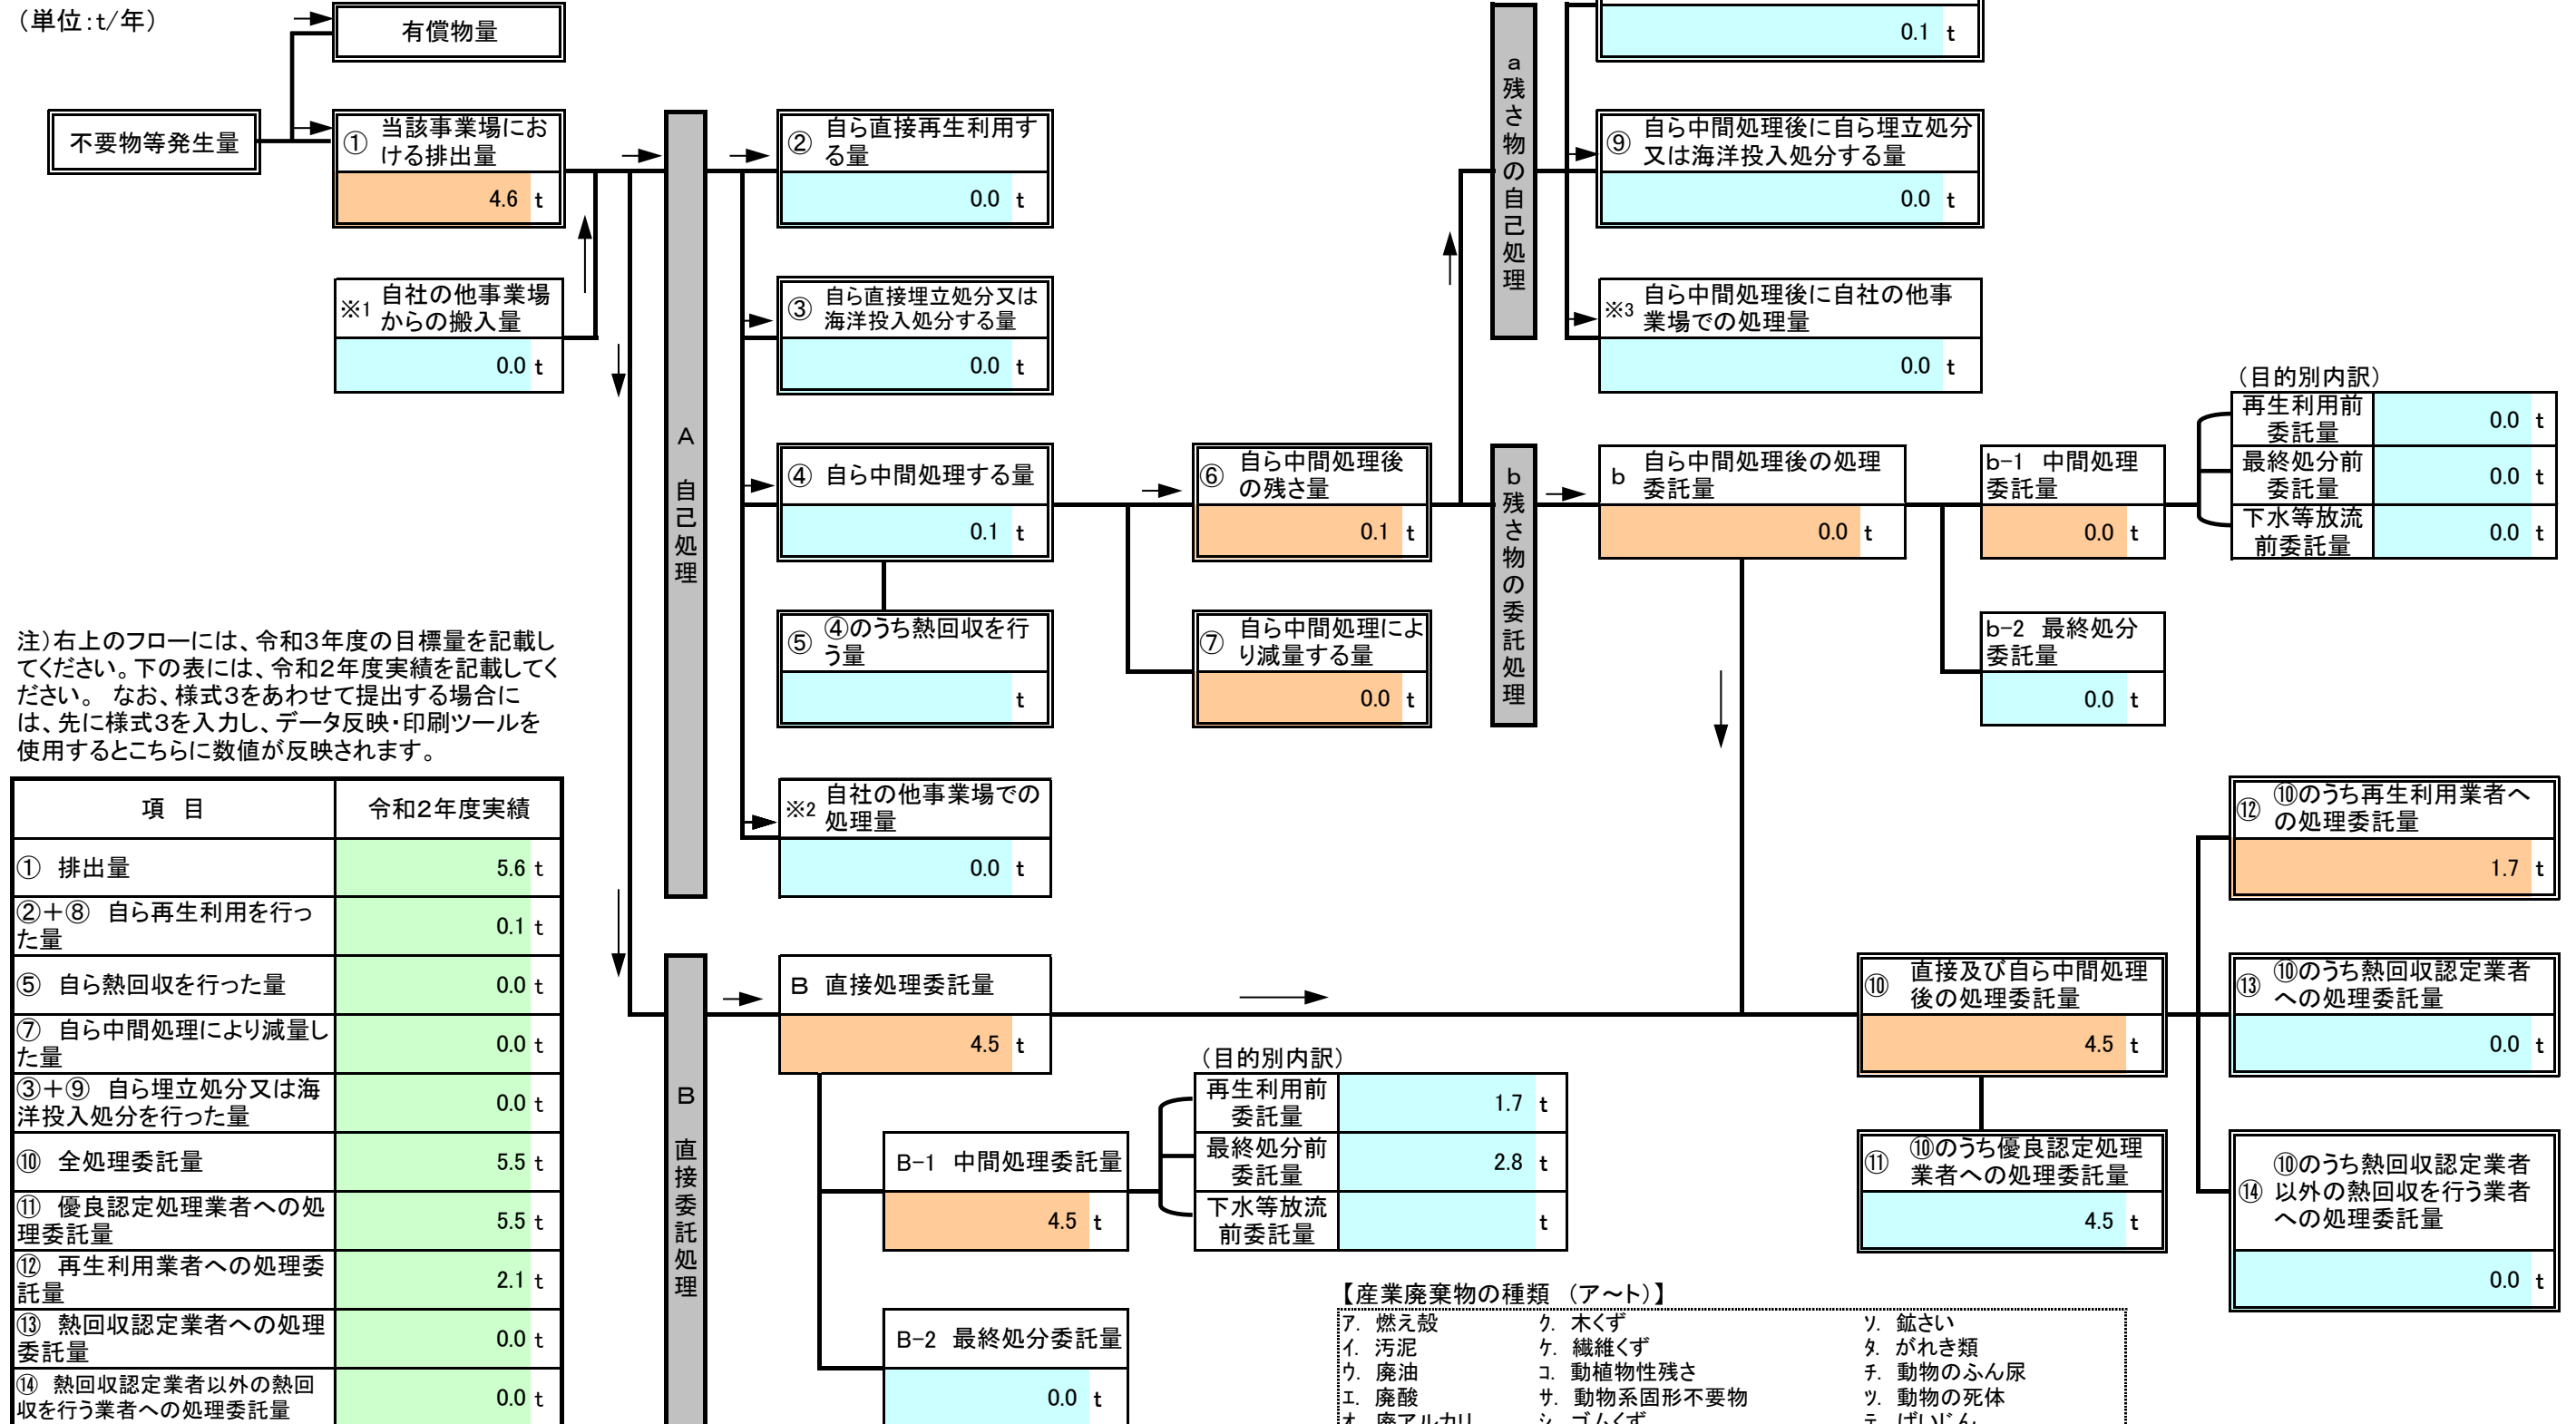 （単位：t/年）
有償物量
不要物等発生量
① 当該事業場にお
ける排出量
4.6 t
※1 自社の他事業場
からの搬入量
0.0 t
A 自己処理
② 自ら直接再生利用す
る量
0.0 t
③ 自ら直接埋立処分又は
海洋投入処分する量
0.0 t
④ 自ら中間処理する量
0.1 t
⑤ ④のうち熱回収を行
う量
t
※2 自社の他事業場での
処理量
0.0 t
⑥ 自ら中間処理後
の残さ量
0.1 t
⑦ 自ら中間処理によ
り減量する量
0.0 t
a 残さ物の自己処理
0.1 t
⑨ 自ら中間処理後に自ら埋立処分
又は海洋投入処分する量
0.0 t
※3 自ら中間処理後に自社の他事
業場での処理量
0.0 t
b 残さ物の委託処理
b 自ら中間処理後の処理
委託量
0.0 t
b-1 中間処理
委託量
0.0 t
b-2 最終処分
委託量
0.0 t
（目的別内訳）
再生利用前
委託量
0.0 t
最終処分前
委託量
0.0 t
下水等放流
前委託量
0.0 t
注）右上のフローには、令和３年度の目標量を記載し
てください。下の表には、令和２年度実績を記載してく
ださい。 なお、様式３をあわせて提出する場合に
は、先に様式３を入力し、データ反映・印刷ツールを
使用するとこちらに数値が反映されます。
項 目 令和２年度実績
① 排出量 5.6 t
②＋⑧ 自ら再生利用を行っ
た量 0.1 t
⑤ 自ら熱回収を行った量 0.0 t
⑦ 自ら中間処理により減量し
た量 0.0 t
③＋⑨ 自ら埋立処分又は海
洋投入処分を行った量 0.0 t
⑩ 全処理委託量 5.5 t
⑪ 優良認定処理業者への処
理委託量 5.5 t
⑫ 再生利用業者への処理委
託量 2.1 t
⑬ 熱回収認定業者への処理
委託量 0.0 t
⑭ 熱回収認定業者以外の熱回
収を行う業者への処理委託量 0.0 t
B 直接委託処理
B 直接処理委託量
4.5 t
B-1 中間処理委託量
4.5 t
B-2 最終処分委託量
0.0 t
（目的別内訳）
再生利用前
委託量
1.7 t
最終処分前
委託量
2.8 t
下水等放流
前委託量
t
⑩ 直接及び自ら中間処理
後の処理委託量
4.5 t
⑪ ⑩のうち優良認定処理
業者への処理委託量
4.5 t
⑫ ⑩のうち再生利用業者へ
の処理委託量
1.7 t
⑬ ⑩のうち熱回収認定業者
への処理委託量
0.0 t
⑩のうち熱回収認定業者
⑭ 以外の熱回収を行う業者
への処理委託量
0.0 t
【産業廃棄物の種類 （ア～ト）】
ア. 燃え殻 ク. 木くず ソ. 鉱さい
イ. 汚泥 ケ. 繊維くず タ. がれき類
ウ. 廃油 コ. 動植物性残さ チ. 動物のふん尿
エ. 廃酸 サ. 動物系固形不要物 ツ. 動物の死体
オ. 廃アルカリ シ. ゴムくず テ. ばいじん